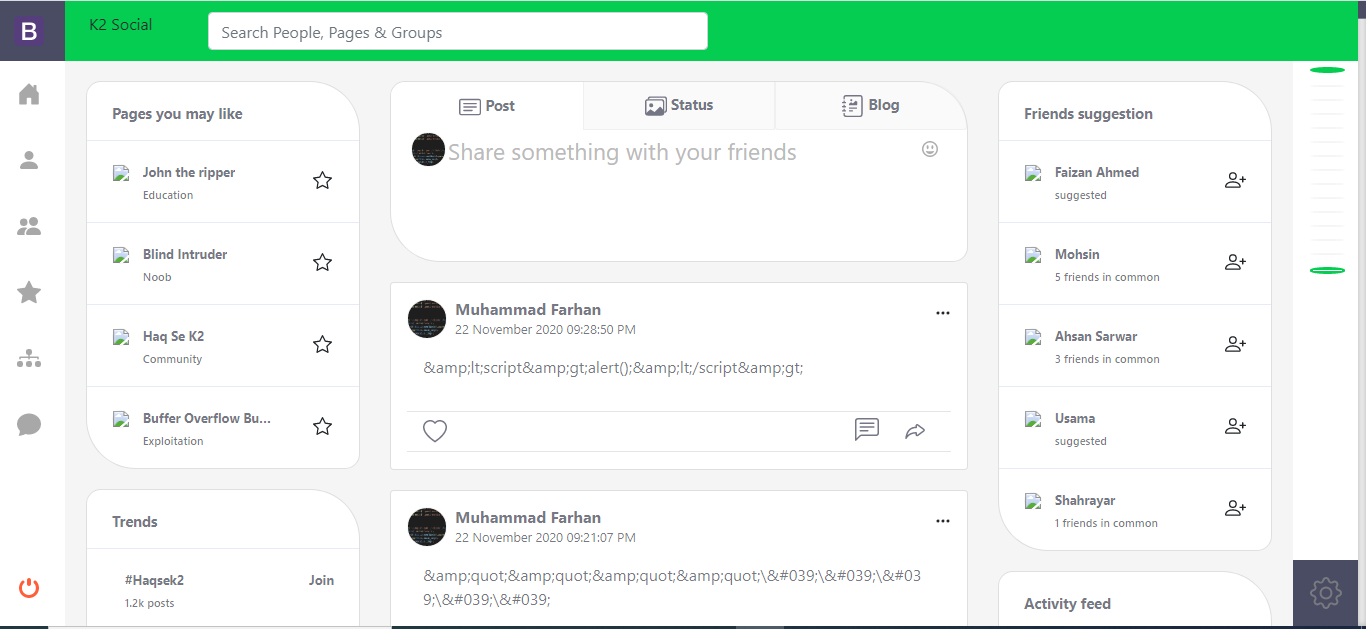 B
K2 Social
Search People, Pages & Groups
Pages you may like
John the ripper
Education
Blind Intruder
Noob
Haq Se K2
Community
Buffer Overflow Bu...
Exploitation
Trends
#Haqsek2
Join
1.2k posts
Post
Status
Blog
Share something with your friends
Muhammad Farhan
22 November 2020 09:28:50 PM
&amp;lt;script&amp;gt;alert();&amp;lt;/script&amp;gt;
Muhammad Farhan
22 November 2020 09:21:07 PM
&amp;quot;&amp;quot;&amp;quot;&amp;quot;\&#039;\&#039;\&#03
9;\&#039;\&#039;
Friends suggestion
Faizan Ahmed
suggested
Mohsin
5 friends in common
Ahsan Sarwar
3 friends in common
Usama
suggested
Shahrayar
1 friends in common
Activity feed